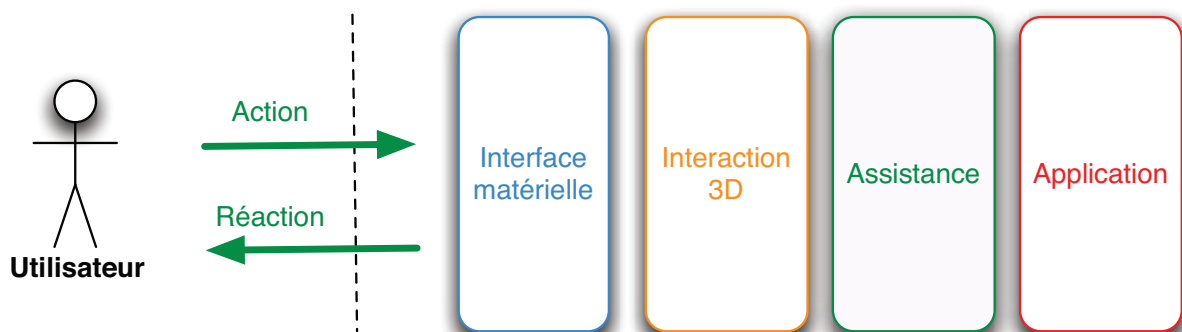 Action
Réaction
Utilisateur
Interface
matérielle
Interaction
3D
Assistance
Application